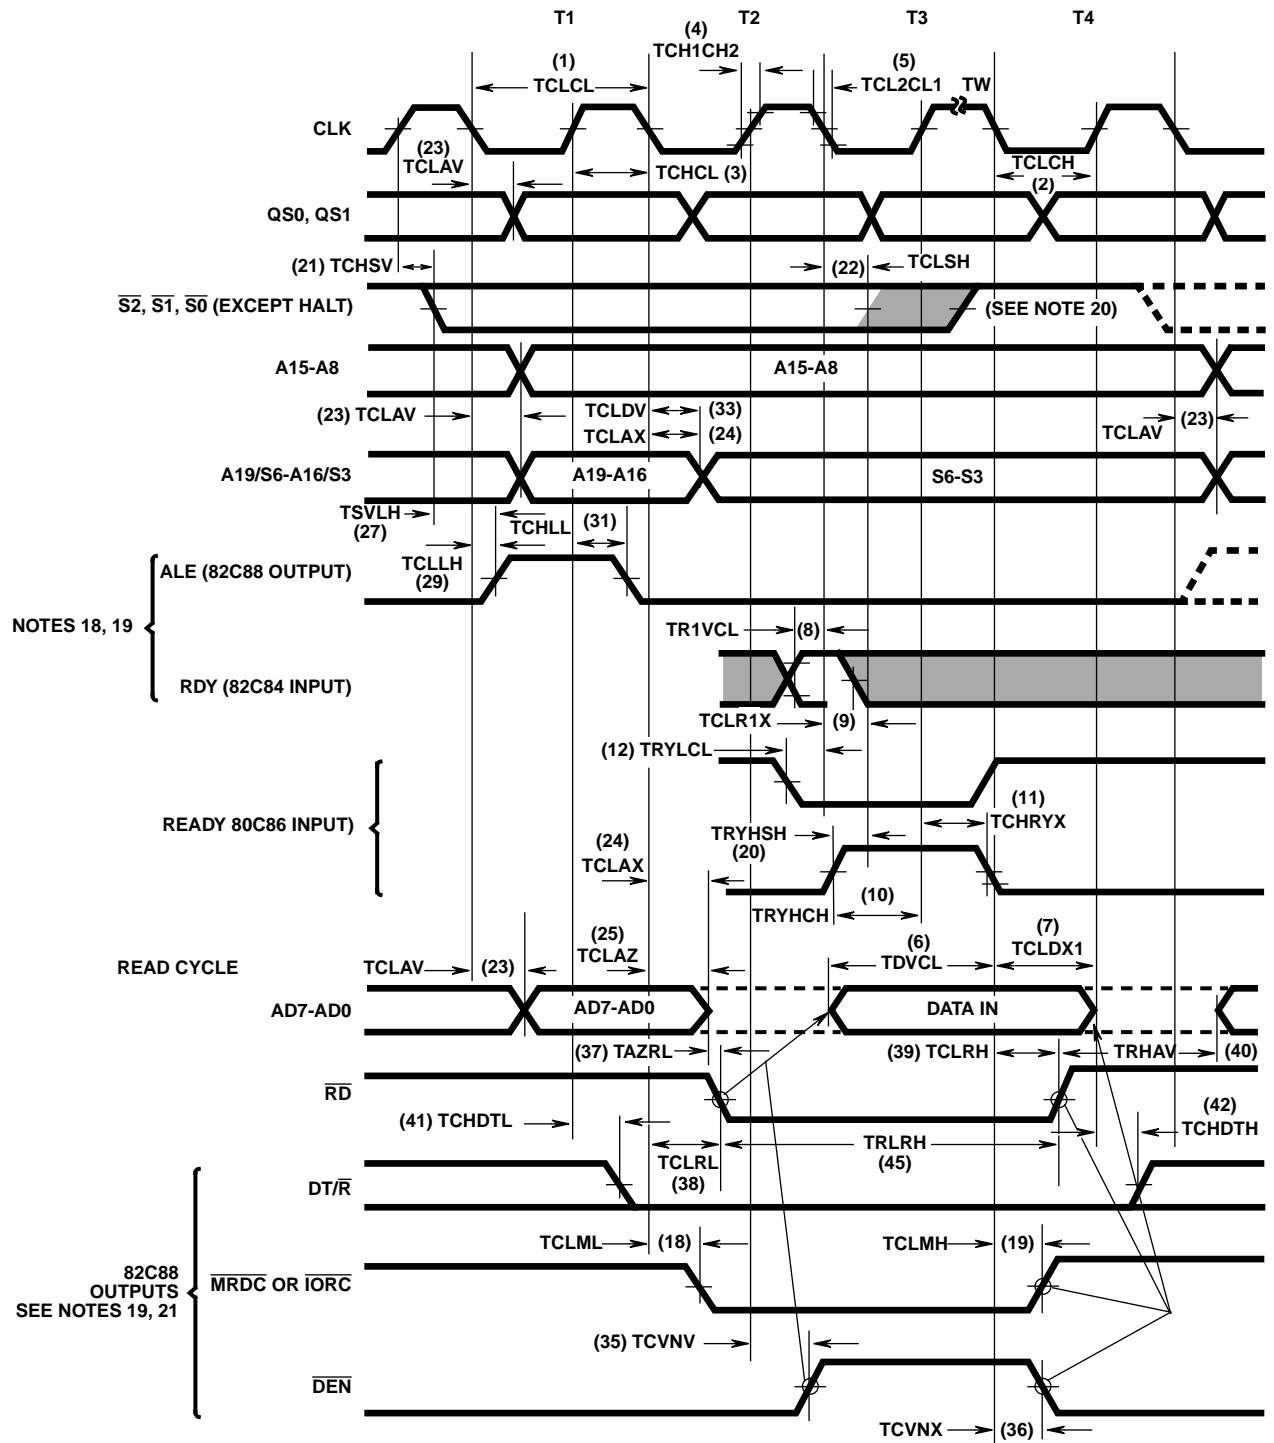 T1 T2 T3 T4
(1)
TCLCL
(4)
TCH1CH2
(5)
TCL2CL1
TW
CLK
(23)
TCLAV
TCHCL (3)
TCLCH
(2)
QS0, QS1
(21) TCHSV
(22)
TCLSH
S2, S1, S0 (EXCEPT HALT)
(SEE NOTE 20)
A15-A8
A15-A8
(23) TCLAV
TCLDV (33)
TCLAX (24)
TCLAV (23)
A19/S6-A16/S3
A19-A16
S6-S3
TSVLH
(27)
TCHLL
(31)
TCLLH
(29)
ALE (82C88 OUTPUT)
NOTES 18, 19
TR1VCL (8)
RDY (82C84 INPUT)
TCLR1X (9)
(12) TRYLCL
READY 80C86 INPUT)
(11)
TCHRYX
TRYHSH
(20)
(24)
TCLAX
(10)
TRYHCH
READ CYCLE
TCLAV (23)
(25)
TCLAZ
(6)
TDVCL
(7)
TCLDX1
AD7-AD0
AD7-AD0
DATA IN
(37) TAZRL
(39) TCLRH
TRHAV (40)
RD
(41) TCHDTL
(42)
TCHDTH
TCLRL
(38)
TRLRH
(45)
DT/R
TCLML (18)
TCLMH (19)
82C88
OUTPUTS
SEE NOTES 19, 21
MRDC OR IORC
(35) TCVNV
DEN
TCVNX (36)